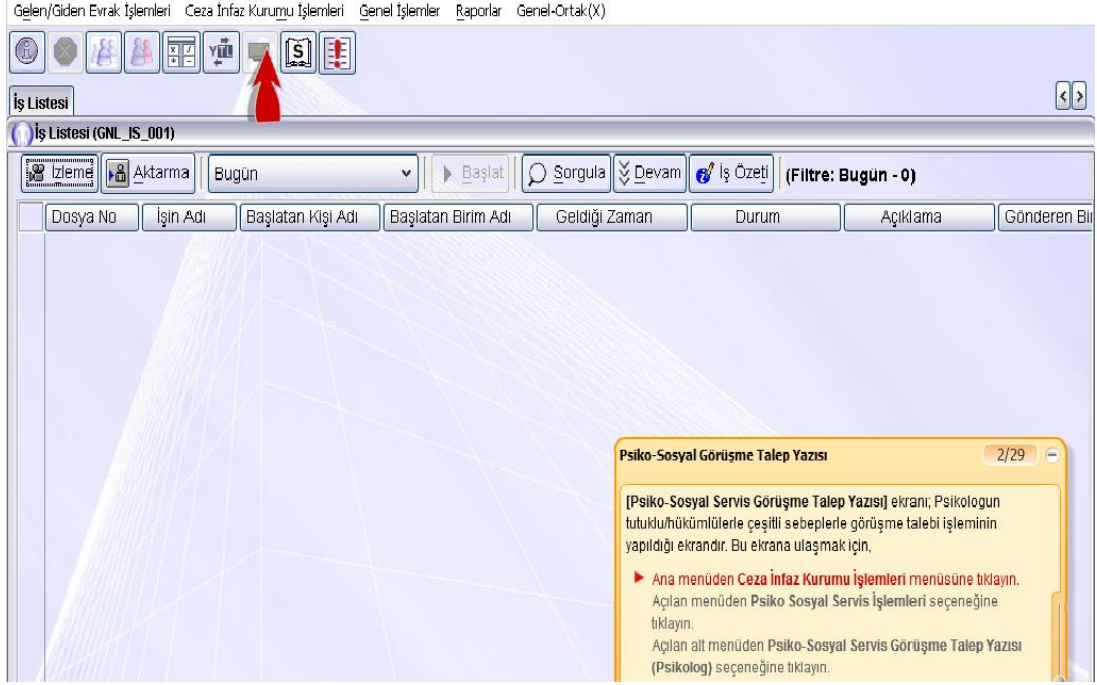 Gelen/Giden Evrak İşlemleri Ceza İnfaz Kurumu İşlemleri Genel İşlemler Raporlar Genel-Ortak(X)
YTL S
İş Listesi
İş Listesi (GNL_IS_001)
İzleme Aktarma Bugün Başlat Sorgula Devam İş Özeti (Filtre: Bugün - 0)
Dosya No İşin Adı Başlatan Kişi Adı Başlatan Birim Adı Geldiği Zaman Durum Açıklama Gönderen Bir
Psiko-Sosyal Görüşme Talep Yazısı 2/29
[Psiko-Sosyal Servis Görüşme Talep Yazısı] ekranı; Psikologun
tutuklu/hükümlülerle çeşitli sebeplerle görüşme talebi işleminin
yapıldığı ekrandır. Bu ekrana ulaşmak için,
Ana menüden Ceza İnfaz Kurumu İşlemleri menüsüne tıklayın.
Açılan menüden Psiko Sosyal Servis İşlemleri seçeneğine
tıklayın.
Açılan alt menüden Psiko-Sosyal Servis Görüşme Talep Yazısı
(Psikolog) seçeneğine tıklayın.